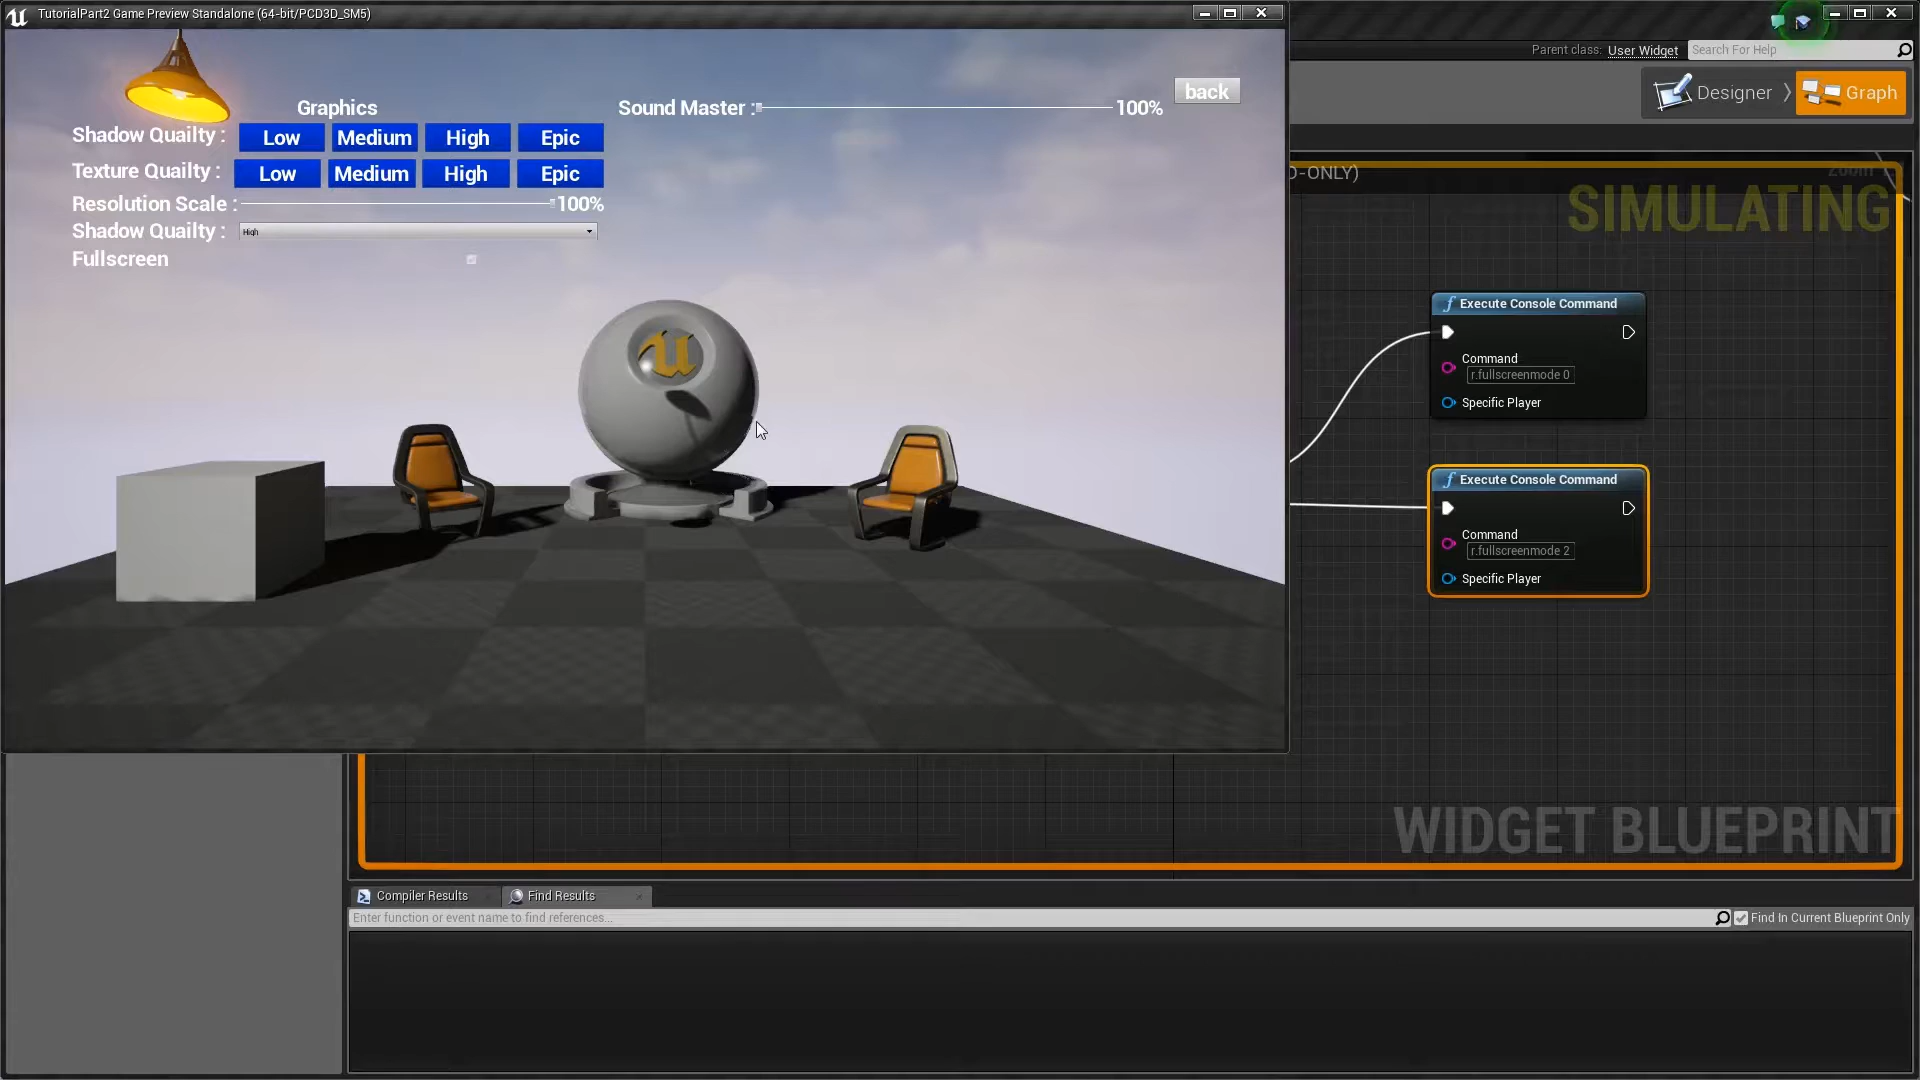 TutorialPart2 Game Preview Standalone (64-bit/PCD3D_SM5)
Parent class: User Widget
Search For Help
Designer
Graph
Graphics
Sound Master :
100%
back
Shadow Quailty :
Low
Medium
High
Epic
Texture Quailty :
Low
Medium
High
Epic
Resolution Scale :
100%
Shadow Quailty :
High
Fullscreen
D-ONLY)
Zoom
SIMULATING
Execute Console Command
Command
r.fullscreenmode 0
Specific Player
Execute Console Command
Command
r.fullscreenmode 2
Specific Player
WIDGET BLUEPRINT
Compiler Results
Find Results
Enter function or event name to find references...
Find In Current Blueprint Only